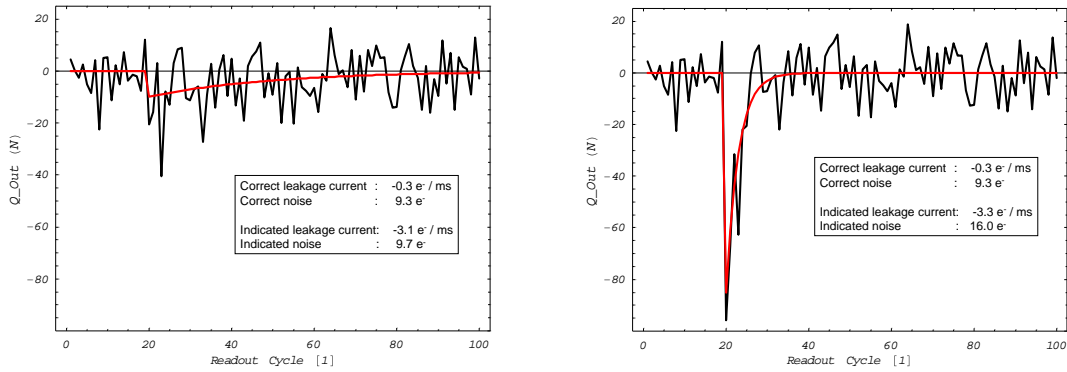 20
0
-20
-40
-60
-80
Q_Out (N)
Correct leakage current : -0.3 e- / ms
Correct noise : 9.3 e-
Indicated leakage current: -3.1 e- / ms
Indicated noise : 9.7 e-
0 20 40 60 80 100
Readout Cycle [1]
20
0
-20
-40
-60
-80
Q_Out (N)
Correct leakage current : -0.3 e- / ms
Correct noise : 9.3 e-
Indicated leakage current: -3.3 e- / ms
Indicated noise : 16.0 e-
0 20 40 60 80 100
Readout Cycle [1]